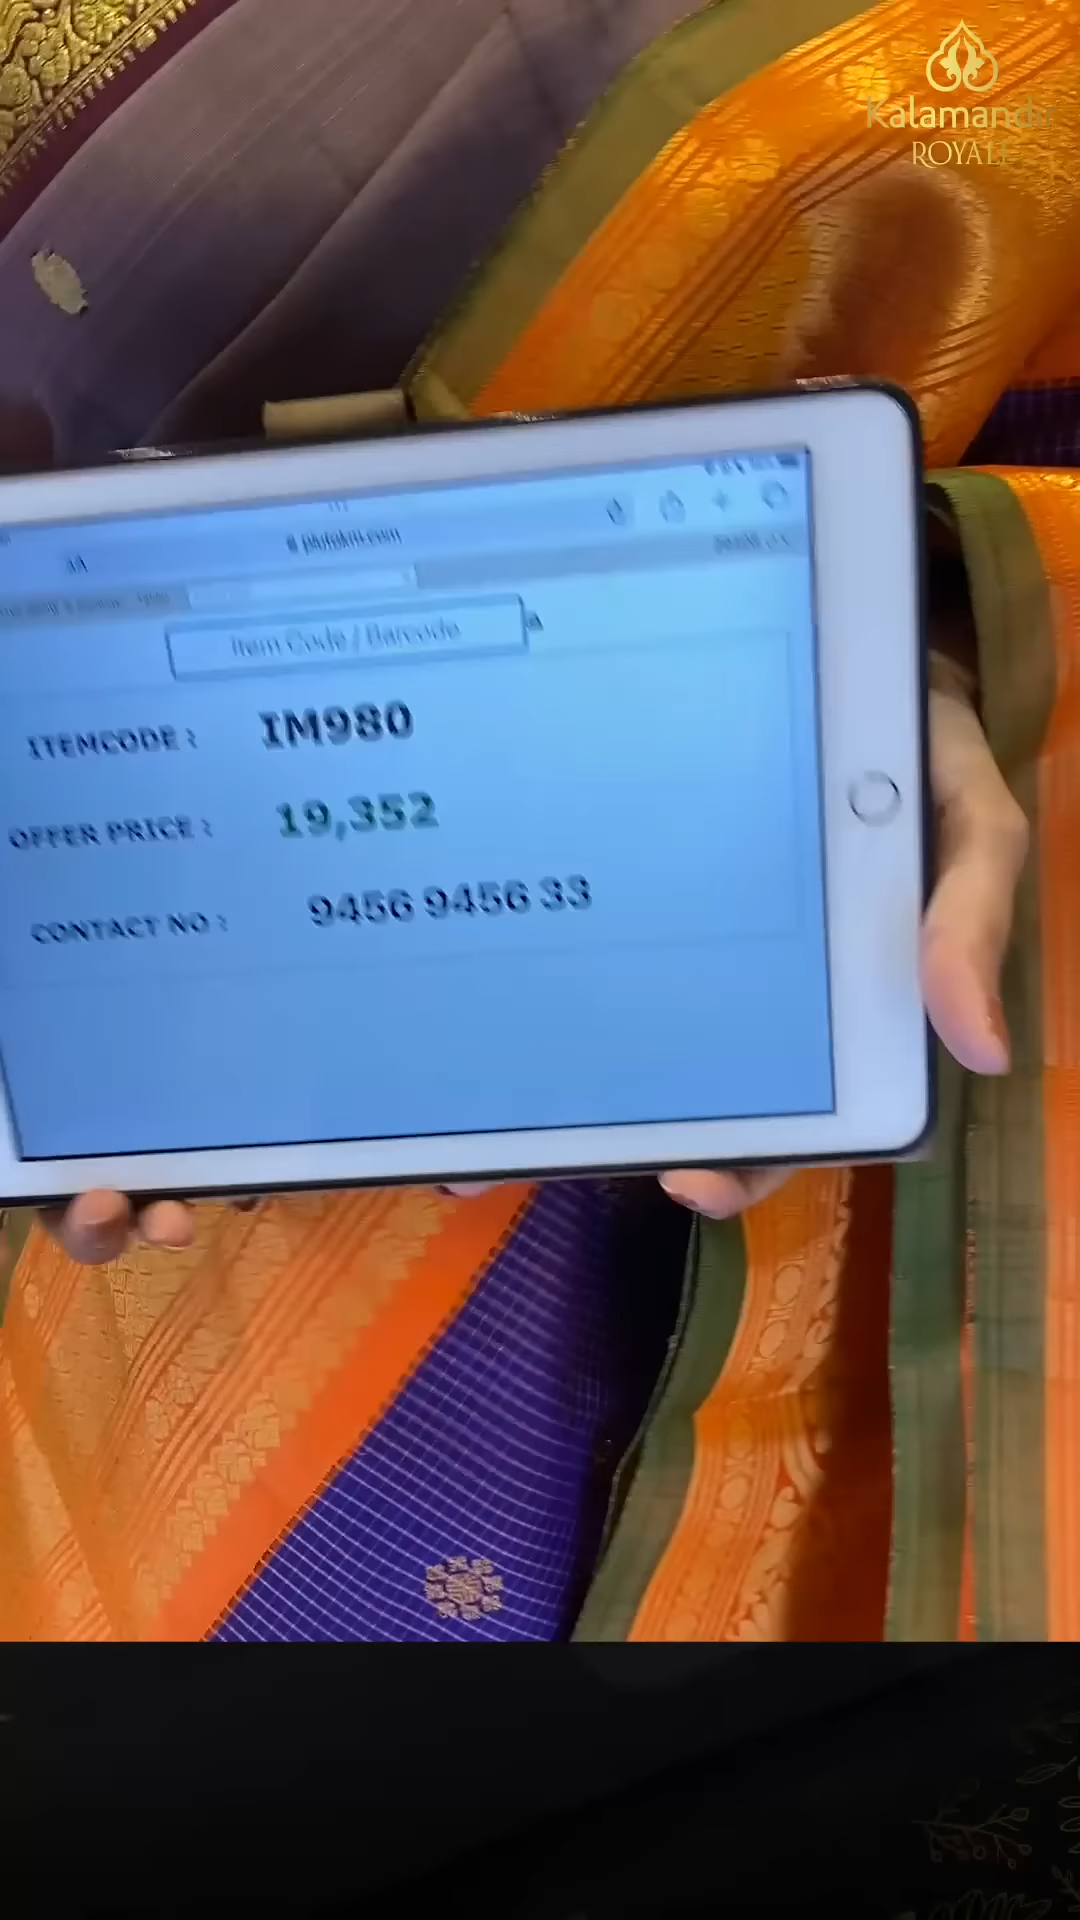 Kalamandir
ROYALE
Item Code / Barcode
ITEMCODE : IM980
OFFER PRICE : 19,352
CONTACT NO : 9456 9456 33